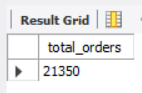 Result Grid
total_orders
21350